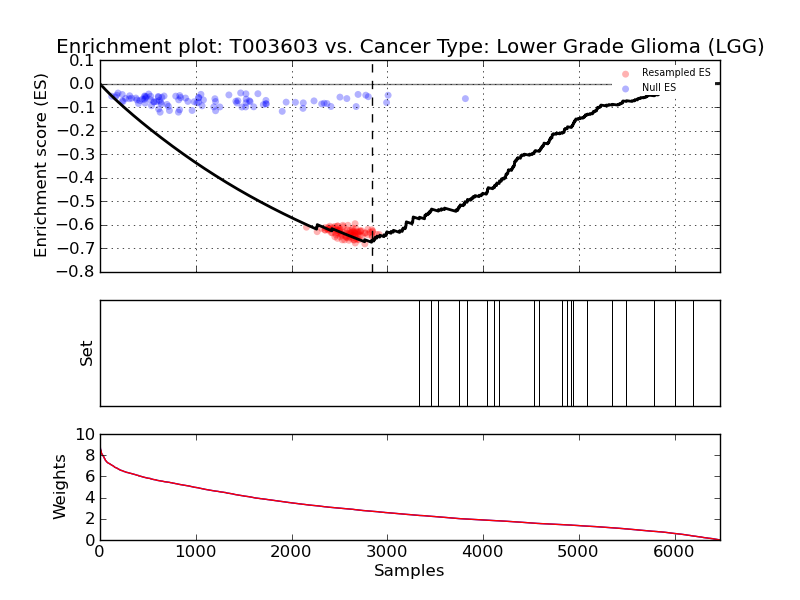 Enrichment plot: T003603 vs. Cancer Type: Lower Grade Glioma (LGG)
Enrichment score (ES)
0.1
0.0
−0.1
−0.2
−0.3
−0.4
−0.5
−0.6
−0.7
−0.8
Resampled ES
Null ES
Set
Weights
10
8
6
4
2
0
0 1000 2000 3000 4000 5000 6000
Samples